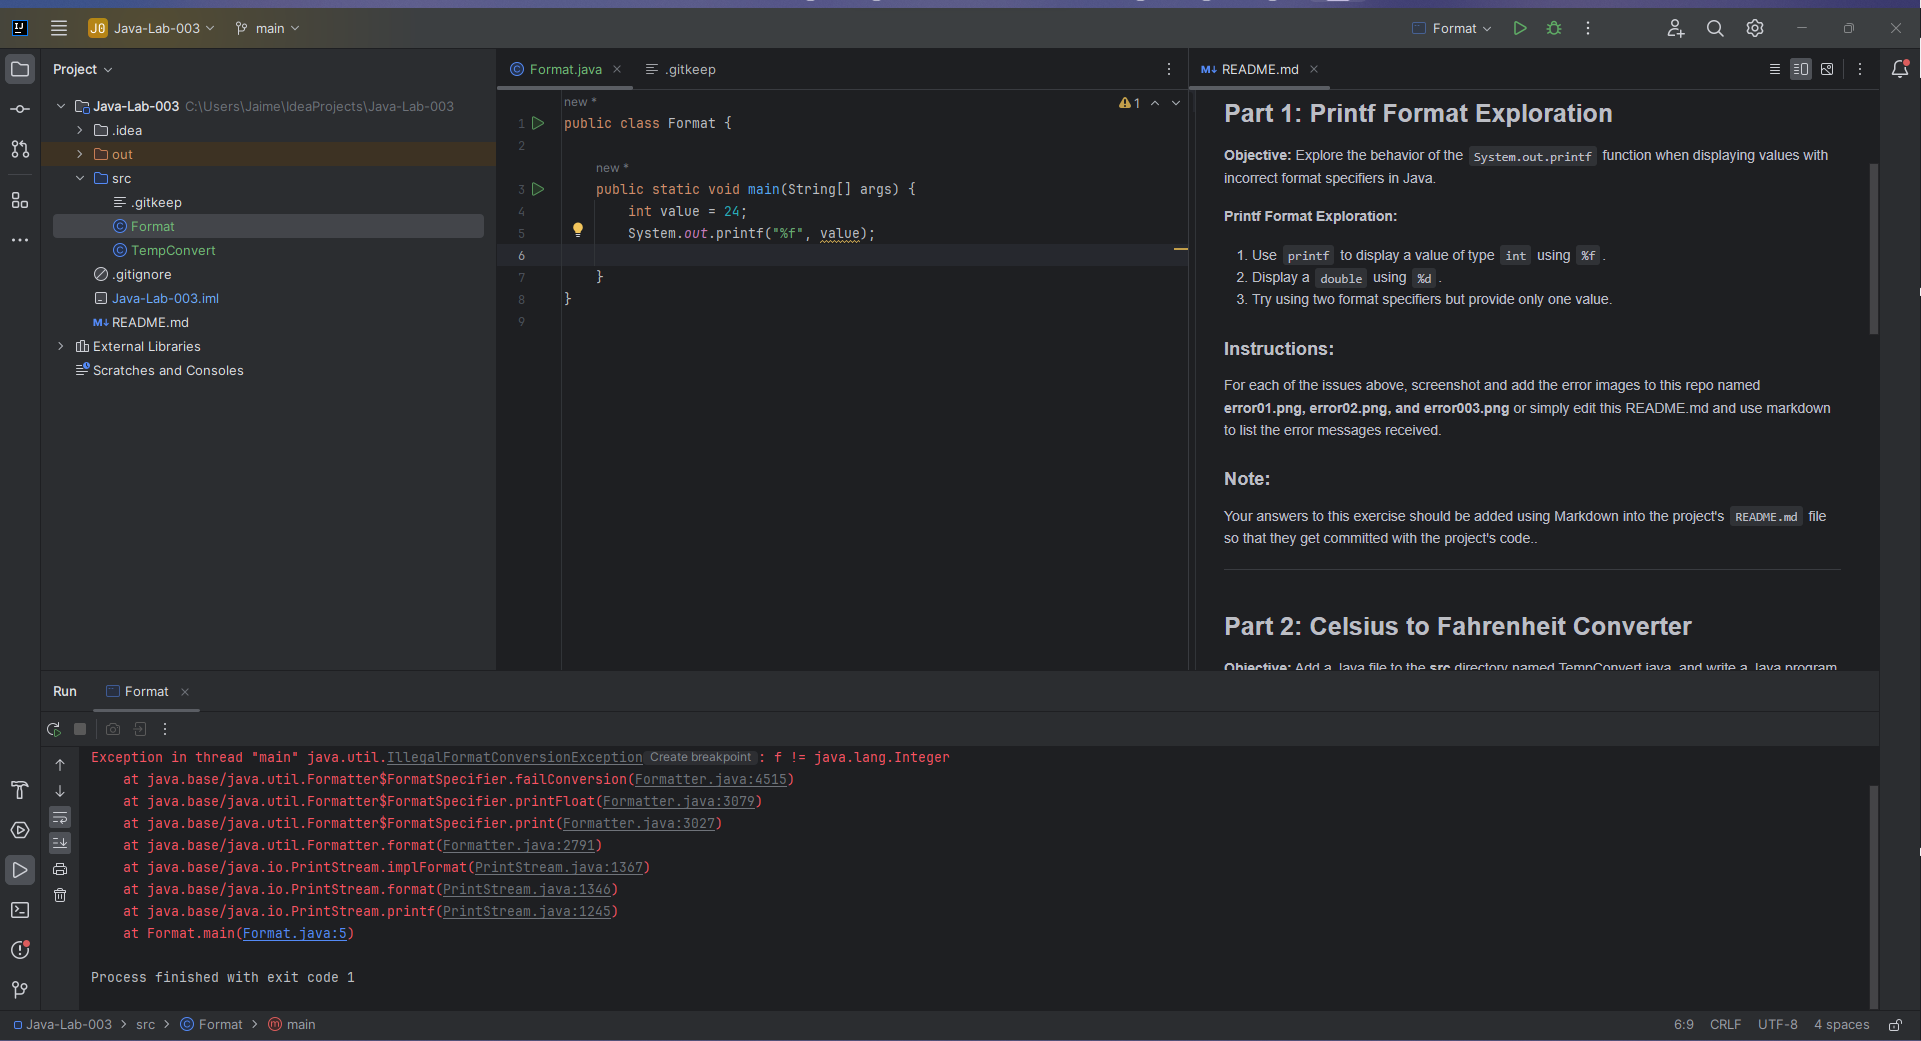 J0 Java-Lab-003 main Format
Project
Java-Lab-003 C:\Users\Jaime\IdeaProjects\Java-Lab-003
.idea
out
src
.gitkeep
Format
TempConvert
.gitignore
Java-Lab-003.iml
M↓ README.md
External Libraries
Scratches and Consoles
Format.java .gitkeep
new *
1
1 public class Format {
2
new *
3 public static void main(String[] args) {
4 int value = 24;
5 System.out.printf("%f", value);
6
7 }
8 }
9
M↓ README.md
Part 1: Printf Format Exploration
Objective: Explore the behavior of the System.out.printf function when displaying values with
incorrect format specifiers in Java.
Printf Format Exploration:
1. Use printf to display a value of type int using %f .
2. Display a double using %d .
3. Try using two format specifiers but provide only one value.
Instructions:
For each of the issues above, screenshot and add the error images to this repo named
error01.png, error02.png, and error003.png or simply edit this README.md and use markdown
to list the error messages received.
Note:
Your answers to this exercise should be added using Markdown into the project's README.md file
so that they get committed with the project's code..
Part 2: Celsius to Fahrenheit Converter
Objective: Add a Java file to the src directory named TempConvert.java, and write a Java program
Run Format
Exception in thread "main" java.util.IllegalFormatConversionException Create breakpoint : f != java.lang.Integer
at java.base/java.util.Formatter$FormatSpecifier.failConversion(Formatter.java:4515)
at java.base/java.util.Formatter$FormatSpecifier.printFloat(Formatter.java:3079)
at java.base/java.util.Formatter$FormatSpecifier.print(Formatter.java:3027)
at java.base/java.util.Formatter.format(Formatter.java:2791)
at java.base/java.io.PrintStream.implFormat(PrintStream.java:1367)
at java.base/java.io.PrintStream.format(PrintStream.java:1346)
at java.base/java.io.PrintStream.printf(PrintStream.java:1245)
at Format.main(Format.java:5)
Process finished with exit code 1
Java-Lab-003 > src > Format > main 6:9 CRLF UTF-8 4 spaces